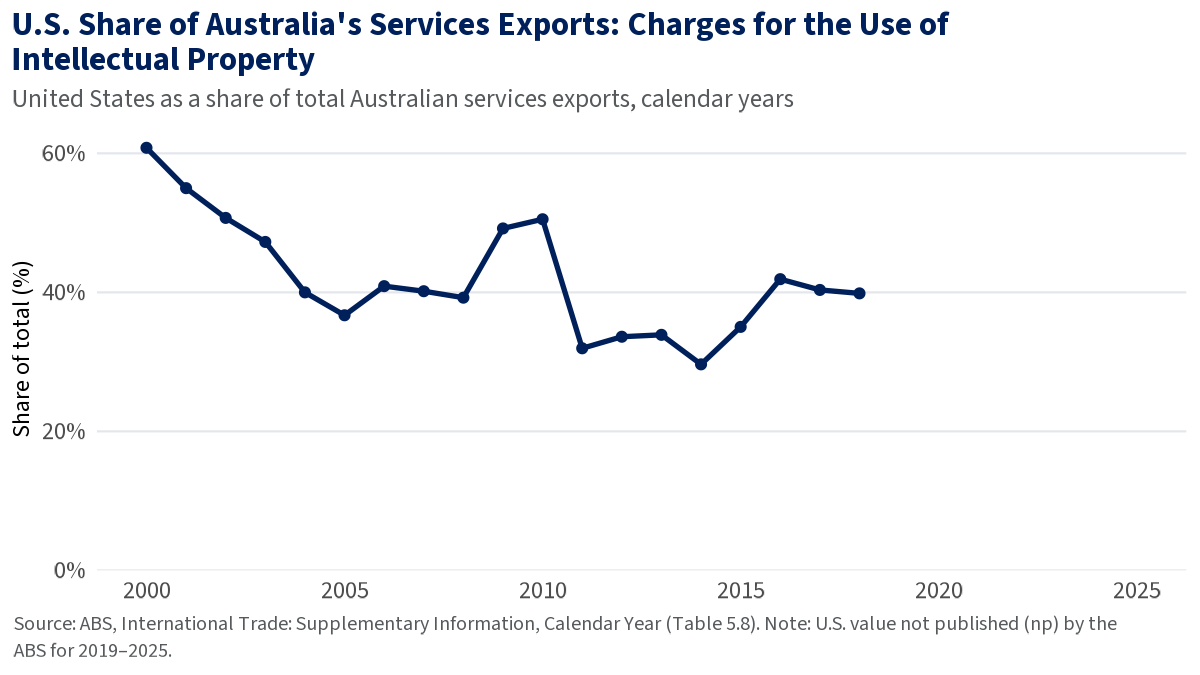 U.S. Share of Australia's Services Exports: Charges for the Use of
Intellectual Property
United States as a share of total Australian services exports, calendar years
Share of total (%)
60%
40%
20%
0%
2000 2005 2010 2015 2020 2025
Source: ABS, International Trade: Supplementary Information, Calendar Year (Table 5.8). Note: U.S. value not published (np) by the
ABS for 2019–2025.